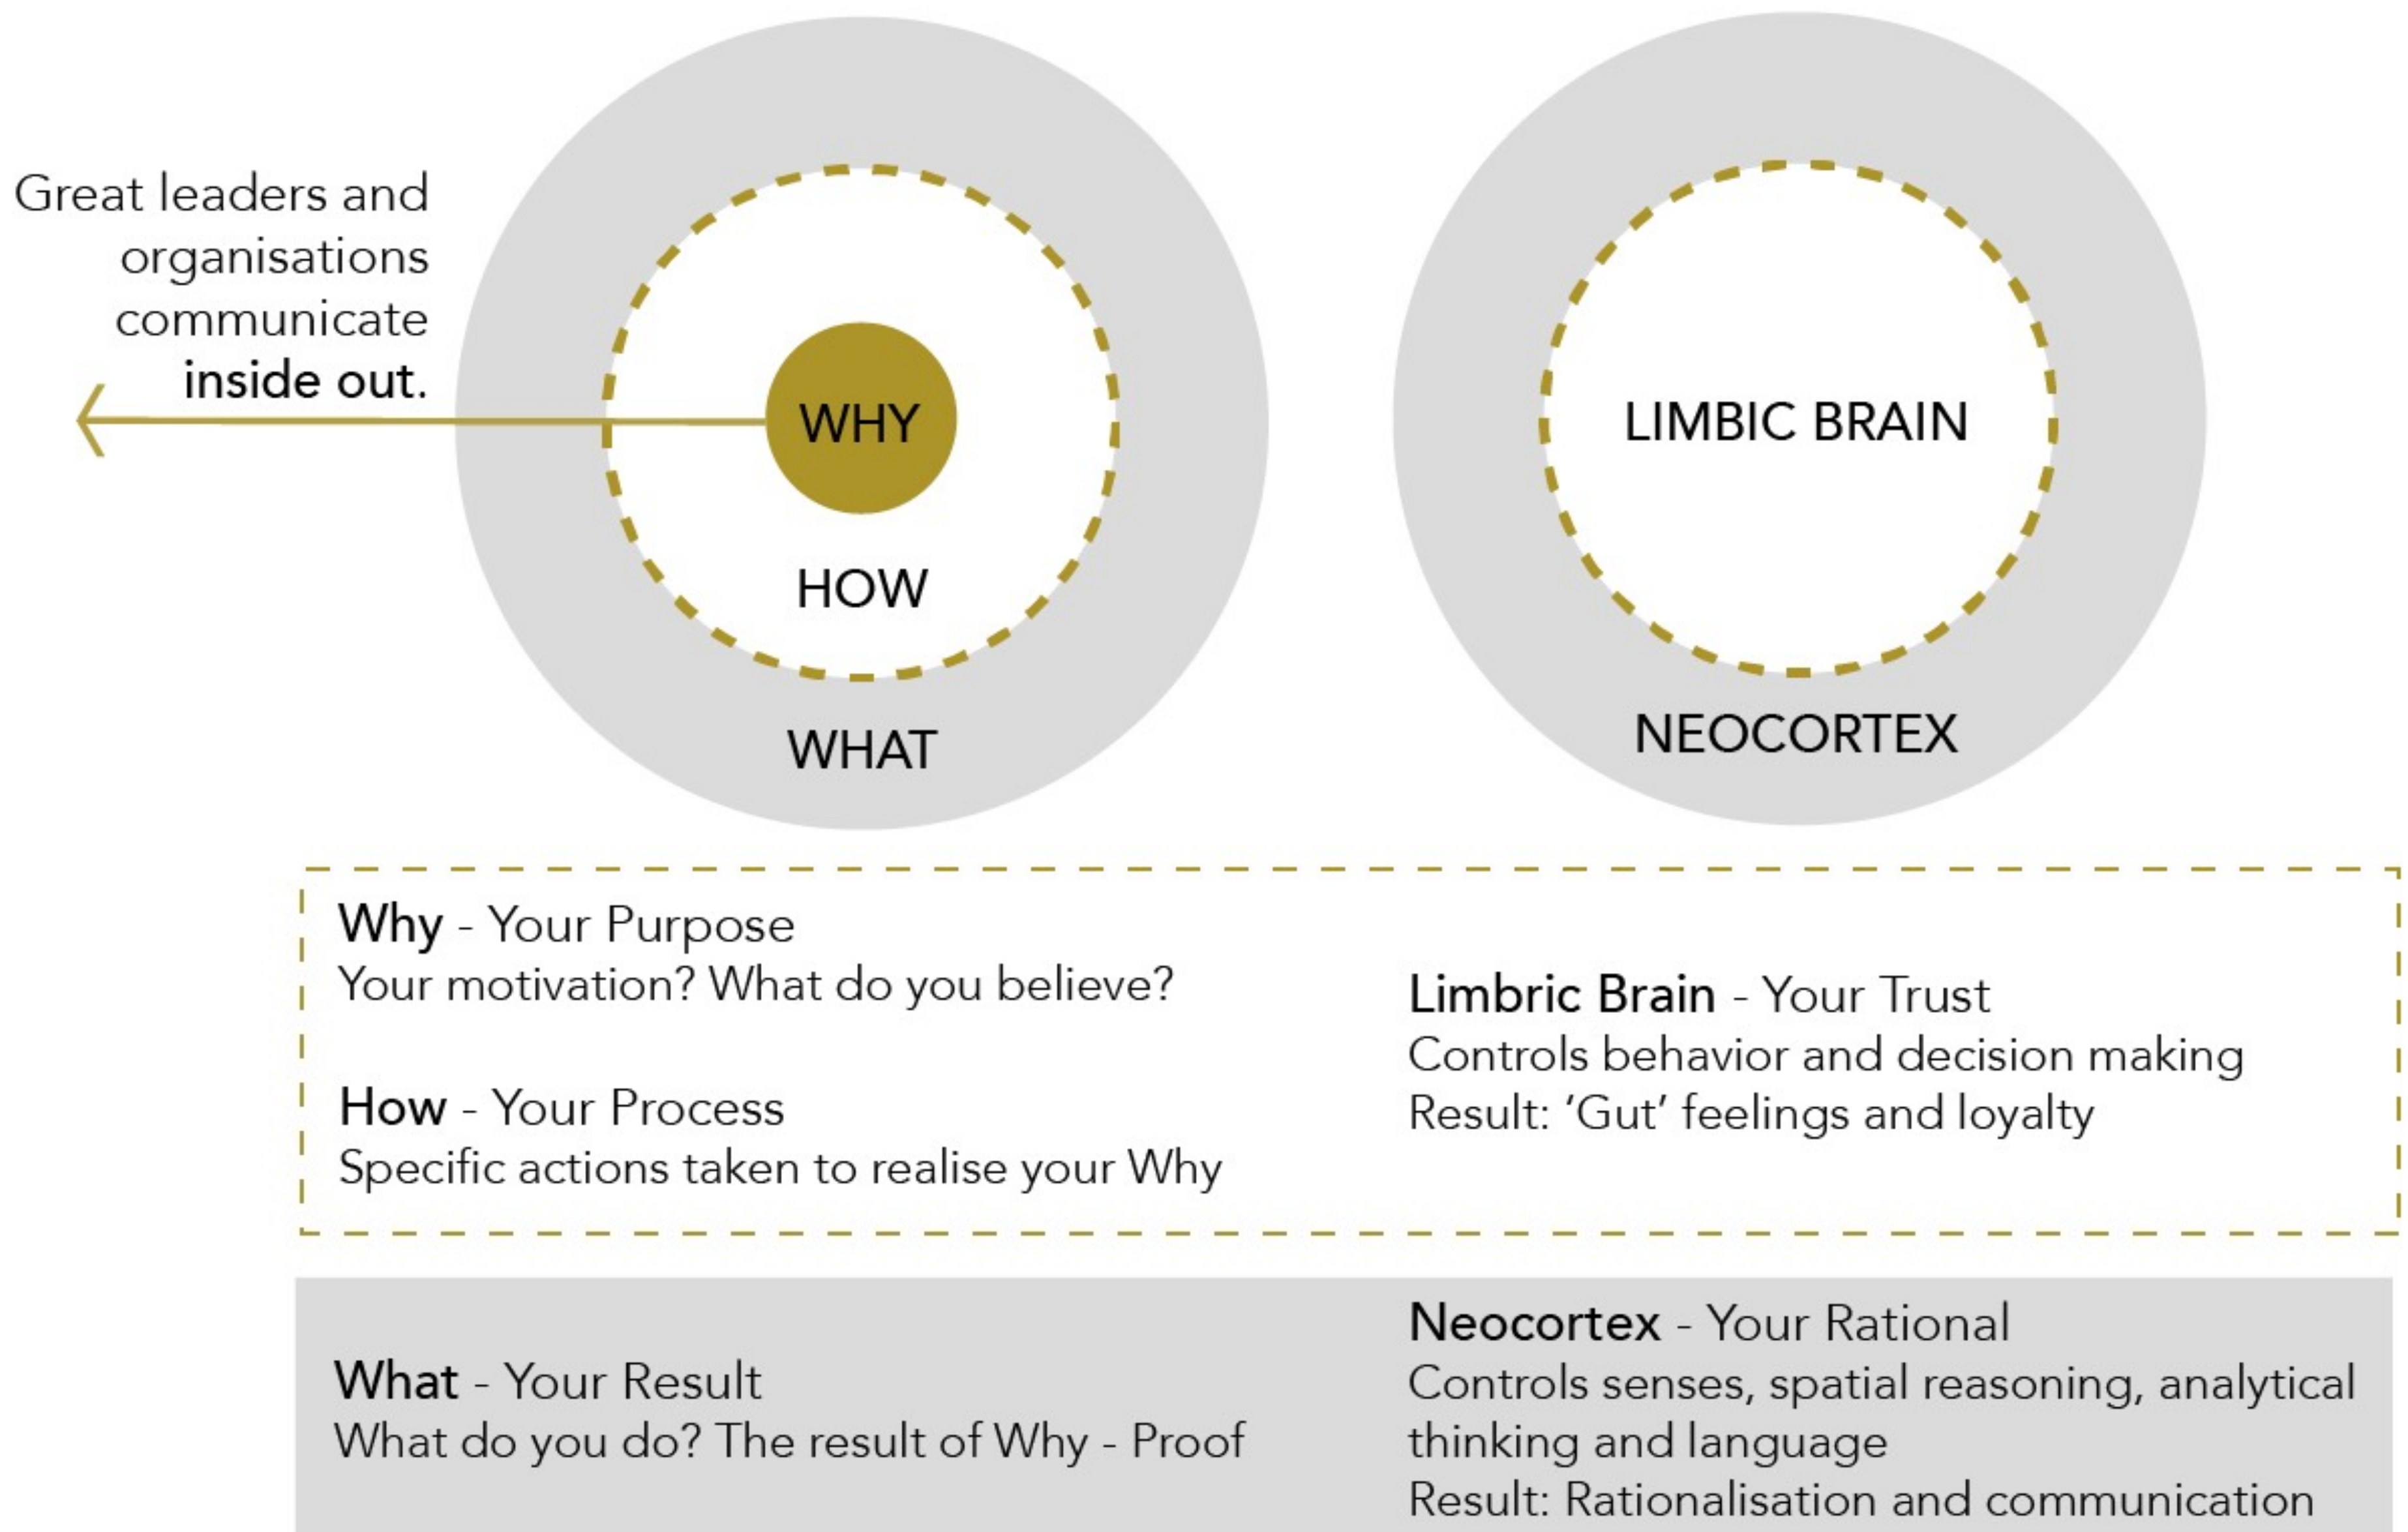 Great leaders and
organisations
communicate
inside out.
WHY
HOW
WHAT
LIMBIC BRAIN
NEOCORTEX
Why - Your Purpose
Your motivation? What do you believe?
How - Your Process
Specific actions taken to realise your Why
Limbric Brain - Your Trust
Controls behavior and decision making
Result: ‘Gut’ feelings and loyalty
What - Your Result
What do you do? The result of Why - Proof
Neocortex - Your Rational
Controls senses, spatial reasoning, analytical
thinking and language
Result: Rationalisation and communication